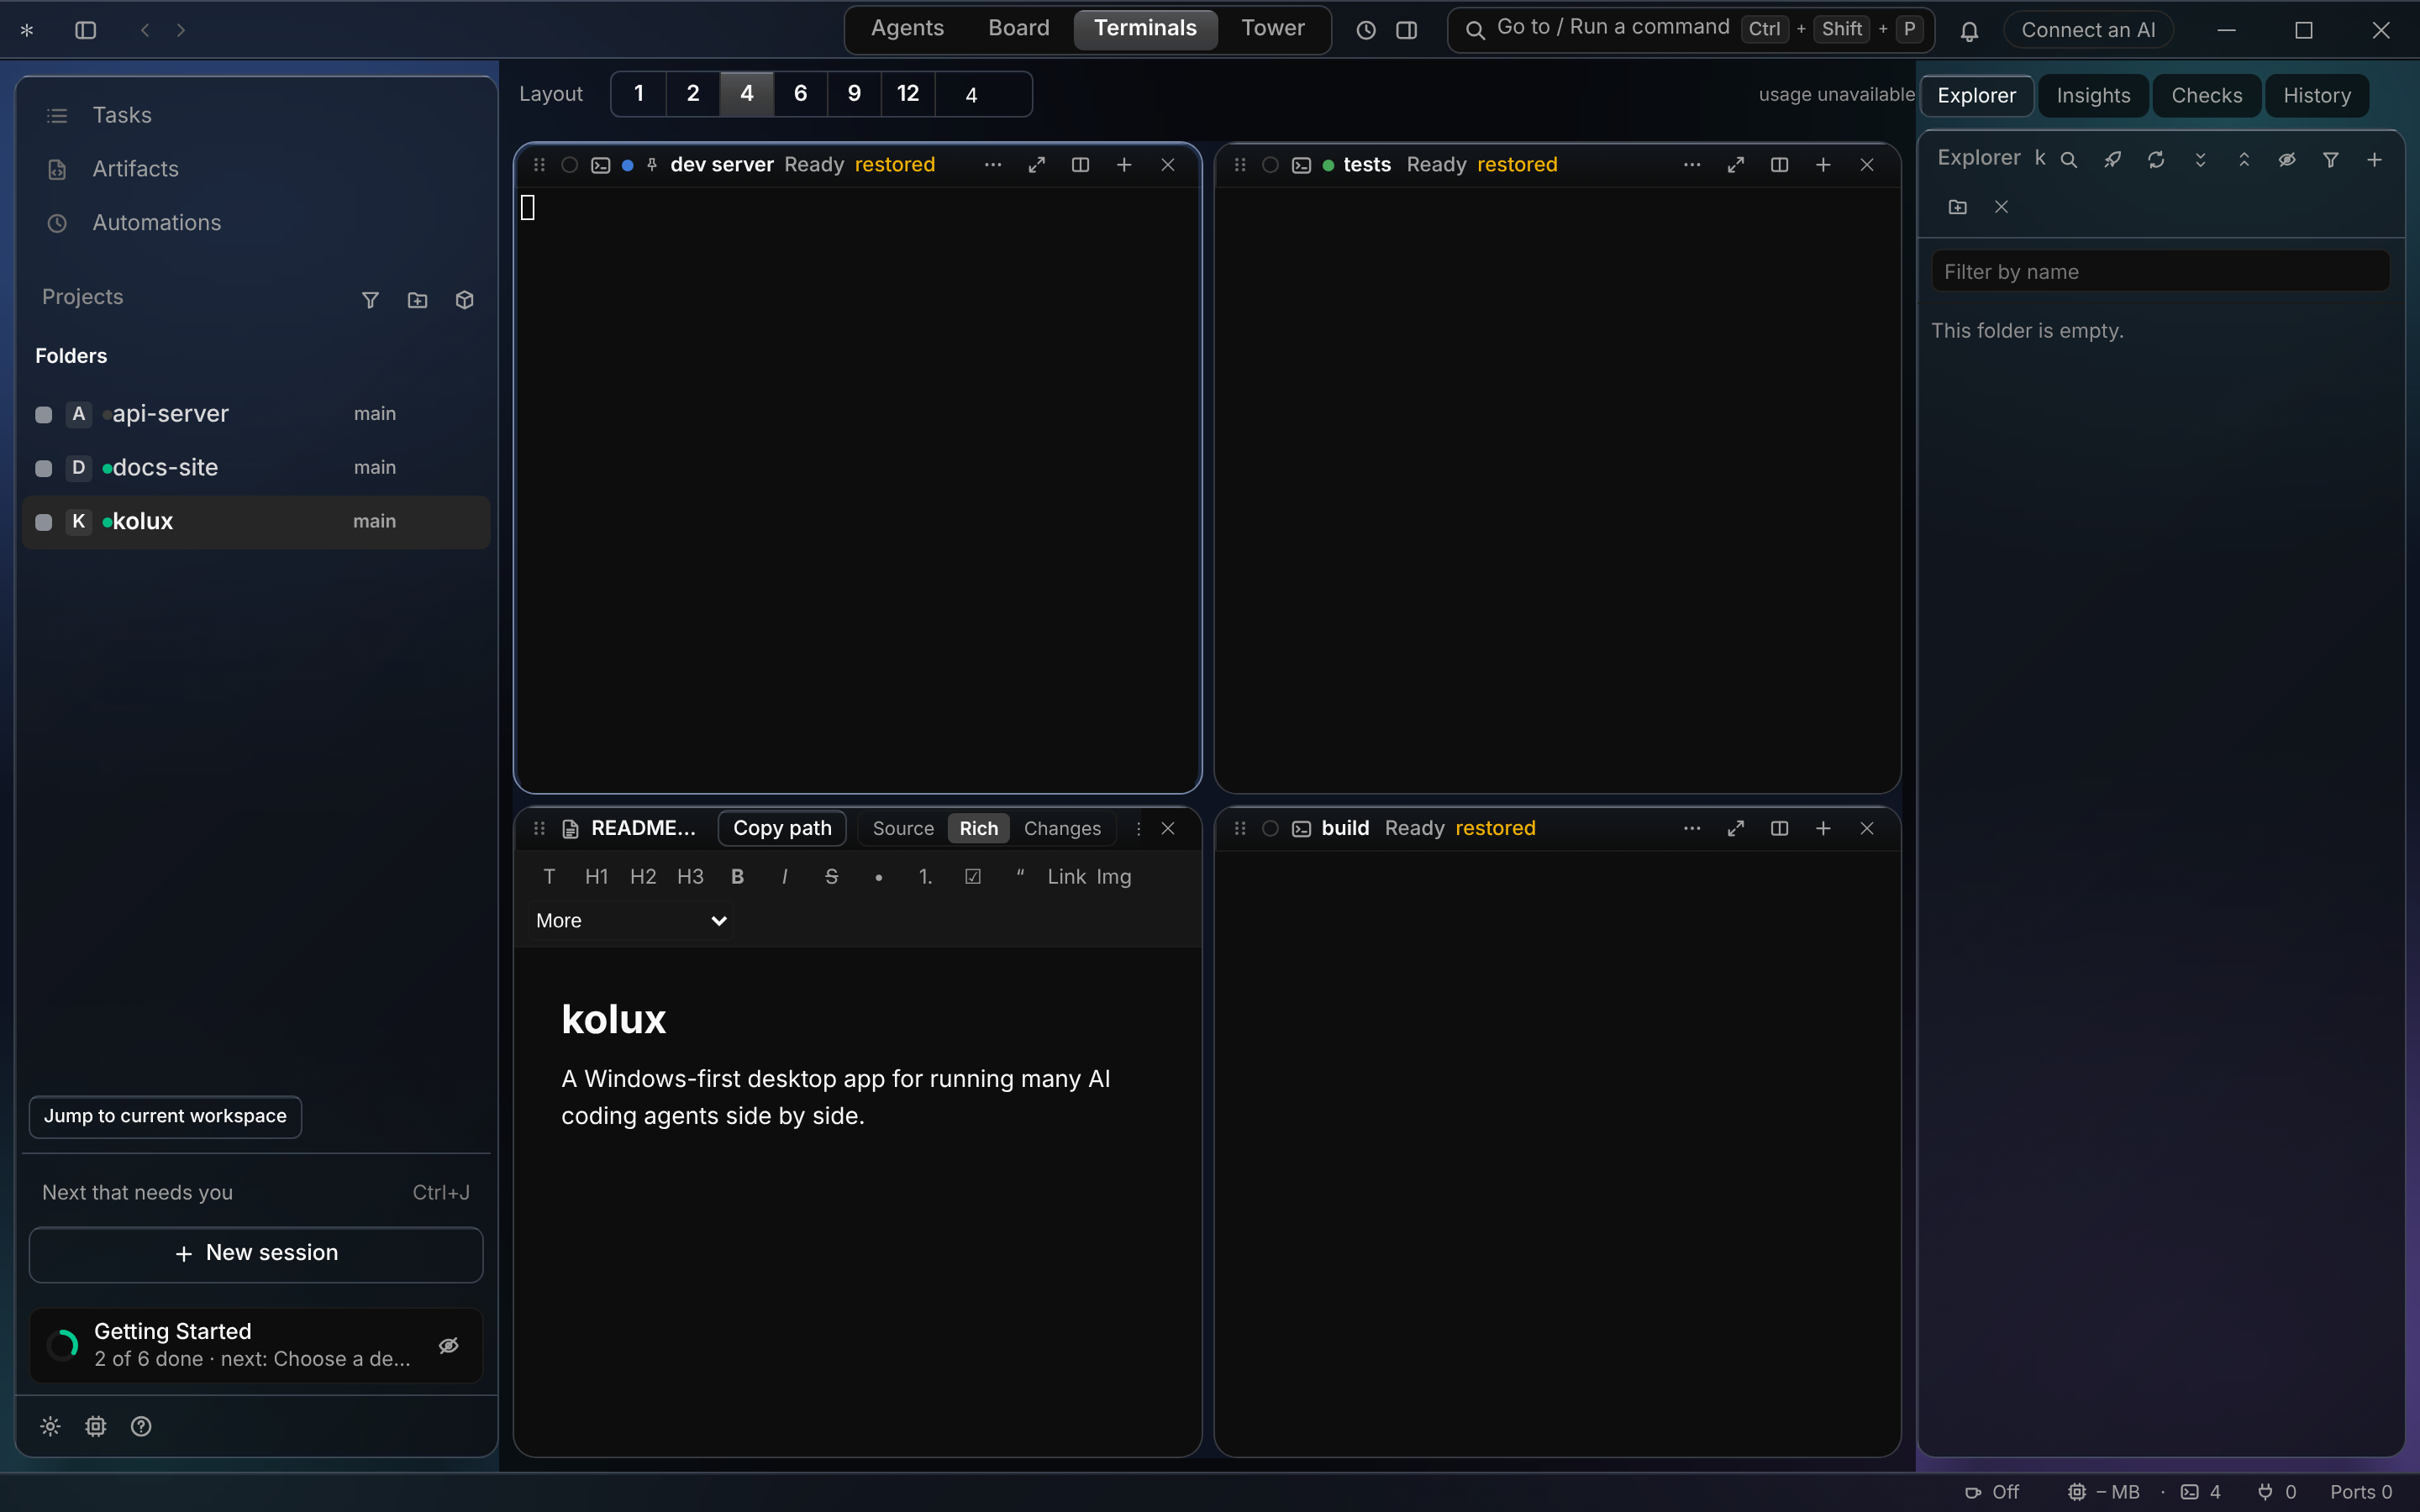 Agents Board Terminals Tower Go to / Run a command Ctrl + Shift + P Connect an AI
Tasks
Artifacts
Automations
Projects
Folders
A api-server main
D docs-site main
K kolux main
Jump to current workspace
Next that needs you Ctrl+J
+ New session
Getting Started
2 of 6 done · next: Choose a de...
Layout 1 2 4 6 9 12 4 usage unavailable
dev server Ready restored
tests Ready restored
README... Copy path Source Rich Changes
T H1 H2 H3 B I S • 1. ☑ “ Link Img
More
kolux
A Windows-first desktop app for running many AI
coding agents side by side.
build Ready restored
Explorer Insights Checks History
Explorer k
Filter by name
This folder is empty.
Off – MB · 4 0 Ports 0